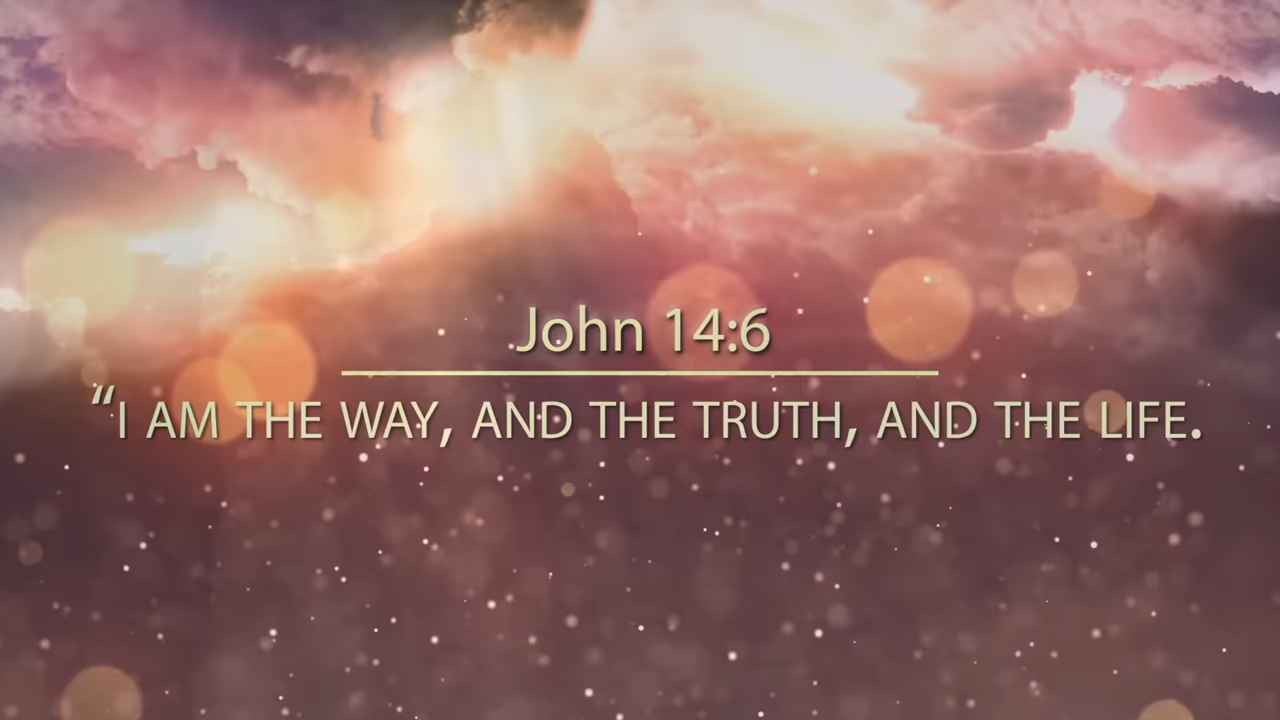 John 14:6
“I AM THE WAY, AND THE TRUTH, AND THE LIFE.